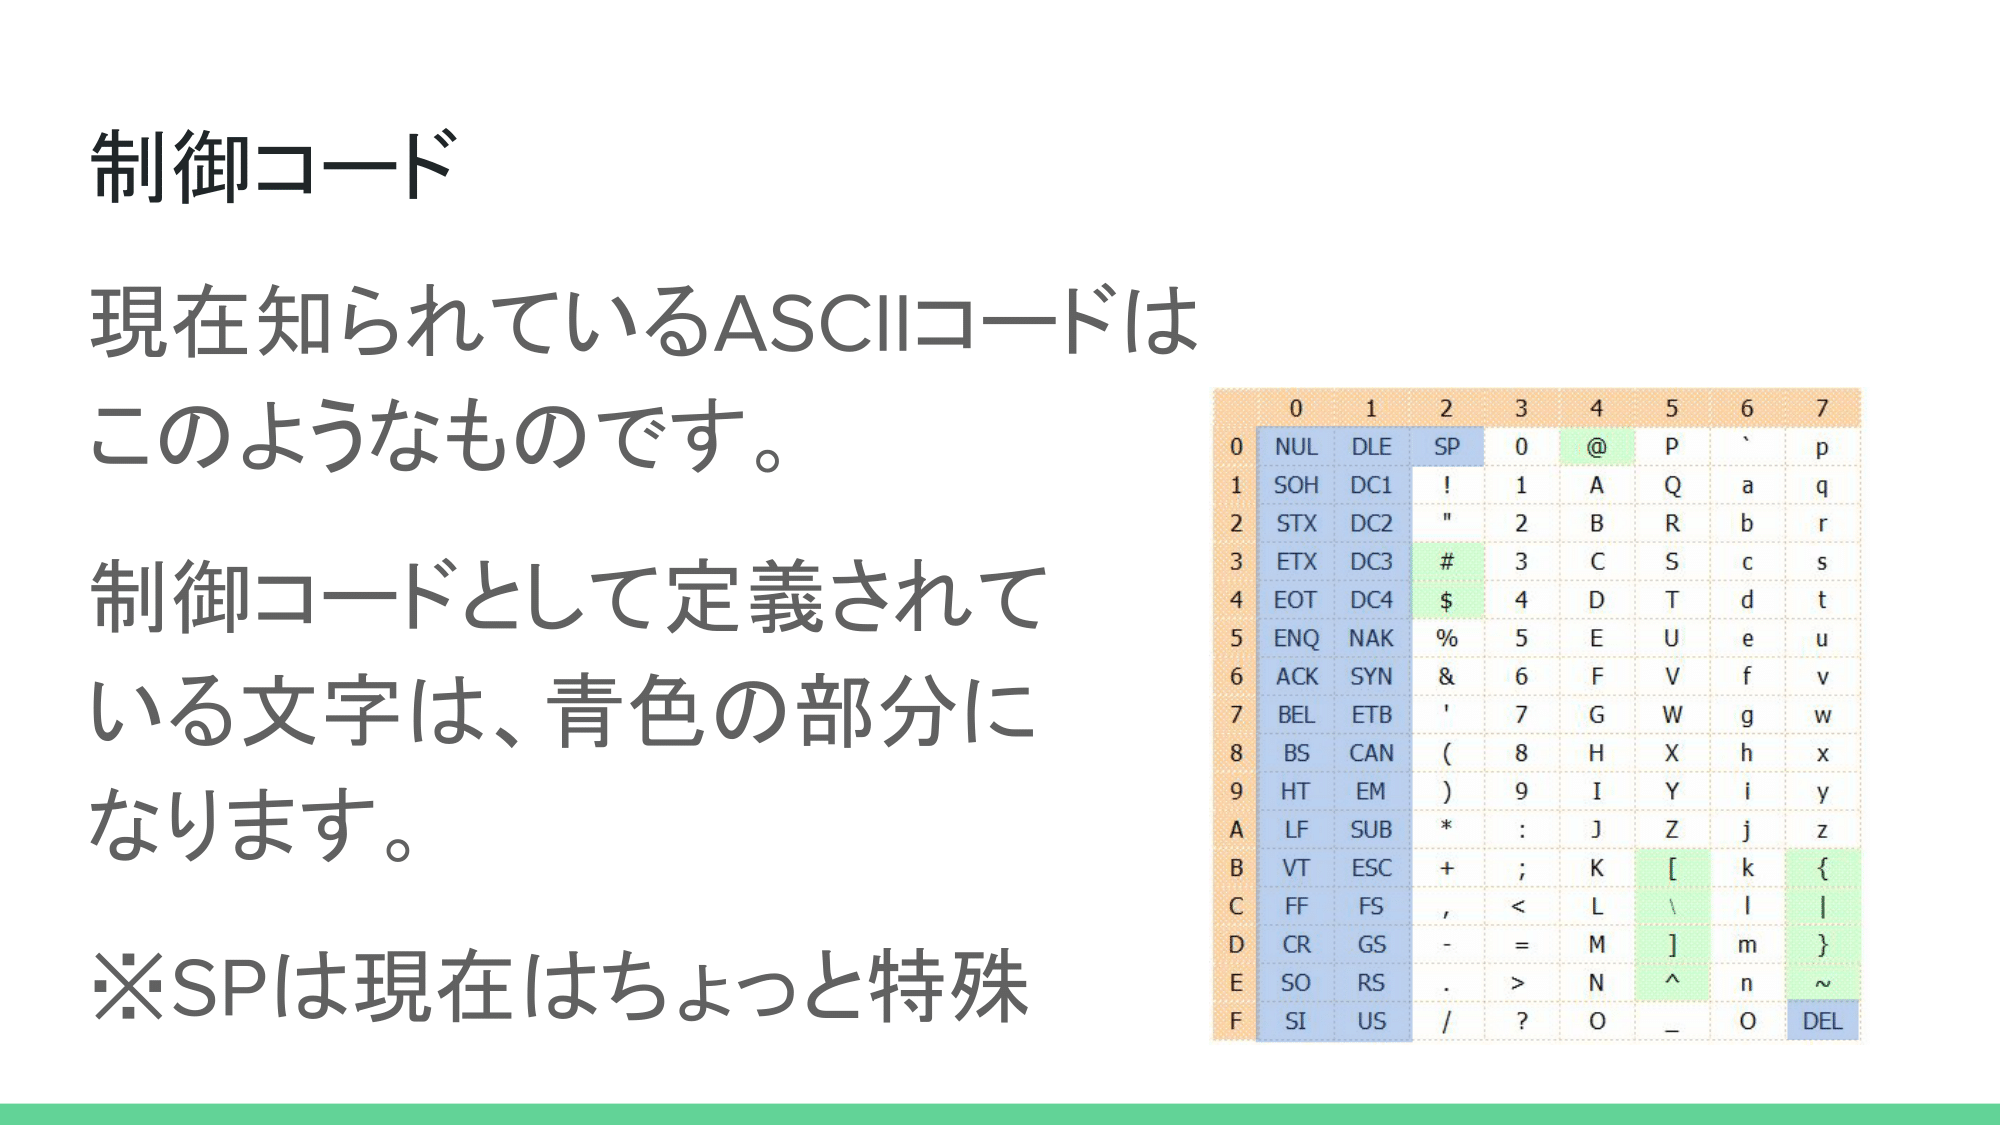 制御コード
現在知られているASCIIコードは
このようなものです。
制御コードとして定義されて
いる文字は、青色の部分に
なります。
※SPは現在はちょっと特殊
0 1 2 3 4 5 6 7
0 NUL DLE SP 0 @ P ` p
1 SOH DC1 ! 1 A Q a q
2 STX DC2 " 2 B R b r
3 ETX DC3 # 3 C S c s
4 EOT DC4 $ 4 D T d t
5 ENQ NAK % 5 E U e u
6 ACK SYN & 6 F V f v
7 BEL ETB ' 7 G W g w
8 BS CAN ( 8 H X h x
9 HT EM ) 9 I Y i y
A LF SUB * : J Z j z
B VT ESC + ; K [ k {
C FF FS , < L \ l |
D CR GS - = M ] m }
E SO RS . > N ^ n ~
F SI US / ? O _ O DEL